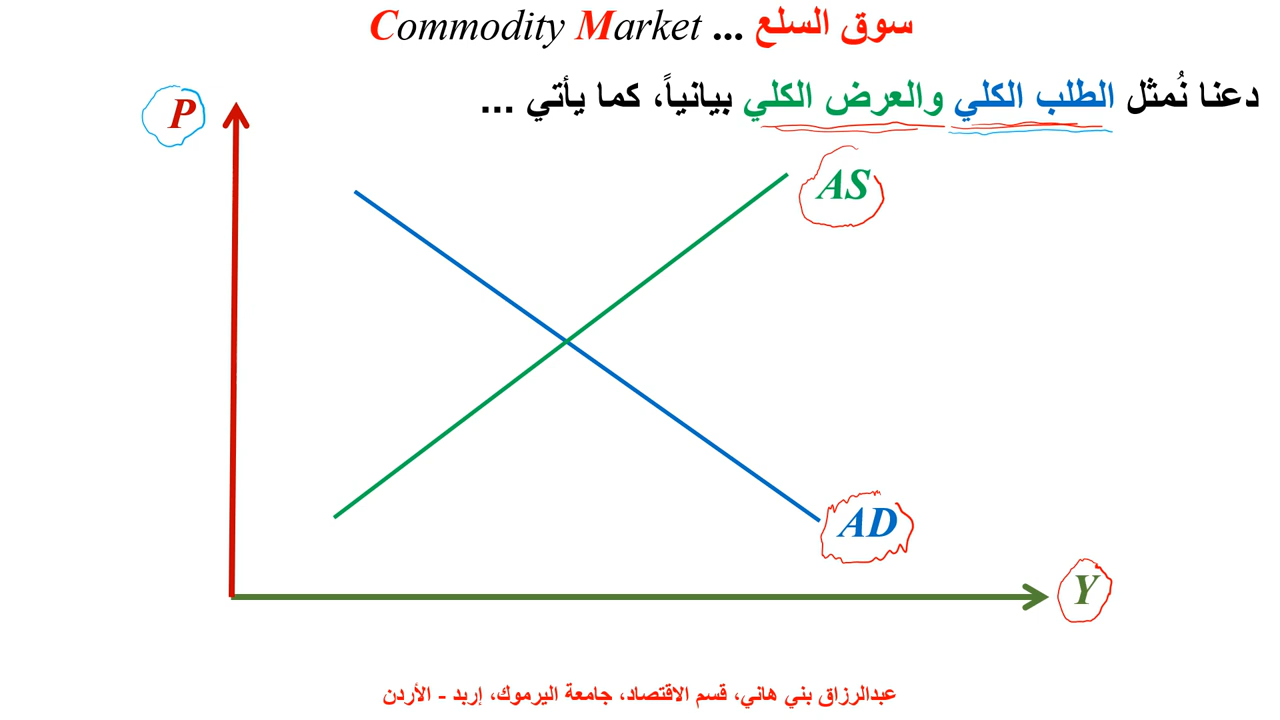 سوق السلع ... Commodity Market
دعنا نُمثل الطلب الكلي والعرض الكلي بيانياً، كما يأتي ...
P
AS
AD
Y
عبدالرزاق بني هاني، قسم الاقتصاد، جامعة اليرموك، إربد - الأردن